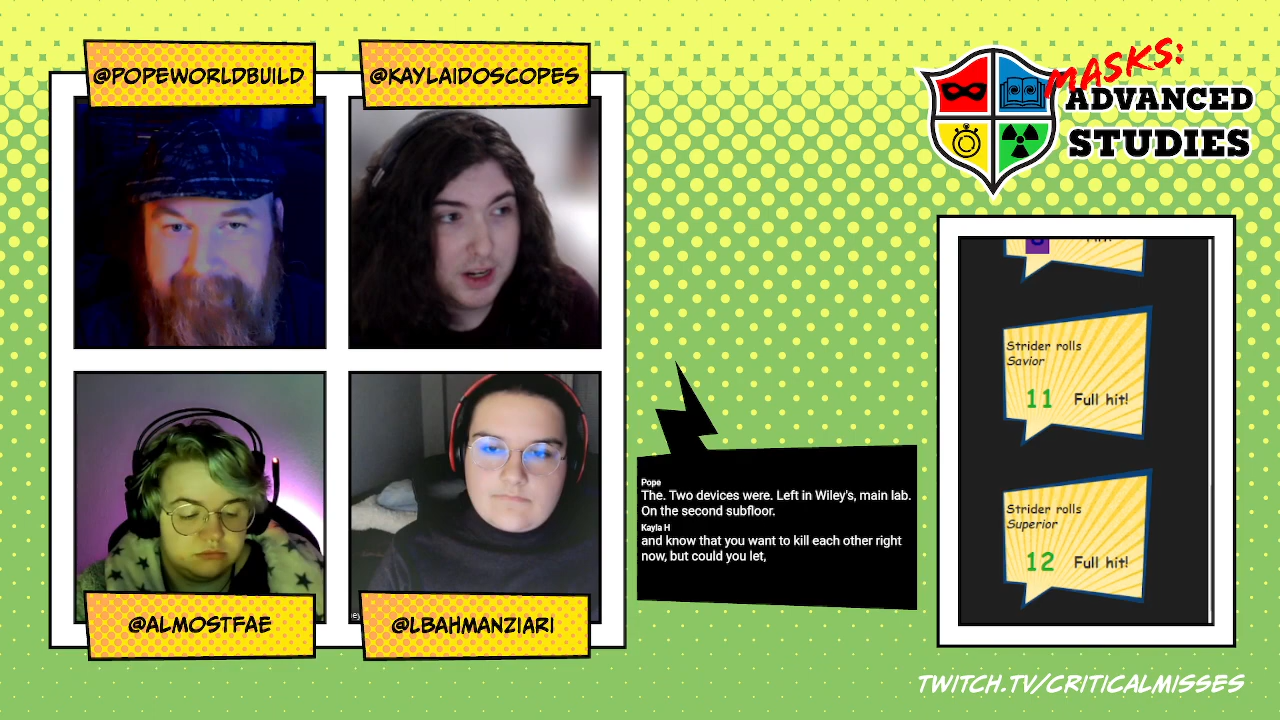 @POPEWORLDBUILD
@KAYLAIDOSCOPES
@ALMOSTFAE
@LBAHMANZIARI
Pope
The. Two devices were. Left in Wiley's, main lab.
On the second subfloor.
Kayla H
and know that you want to kill each other right
now, but could you let,
MASKS:
ADVANCED
STUDIES
Strider rolls
Savior
11 Full hit!
Strider rolls
Superior
12 Full hit!
TWITCH.TV/CRITICALMISSES